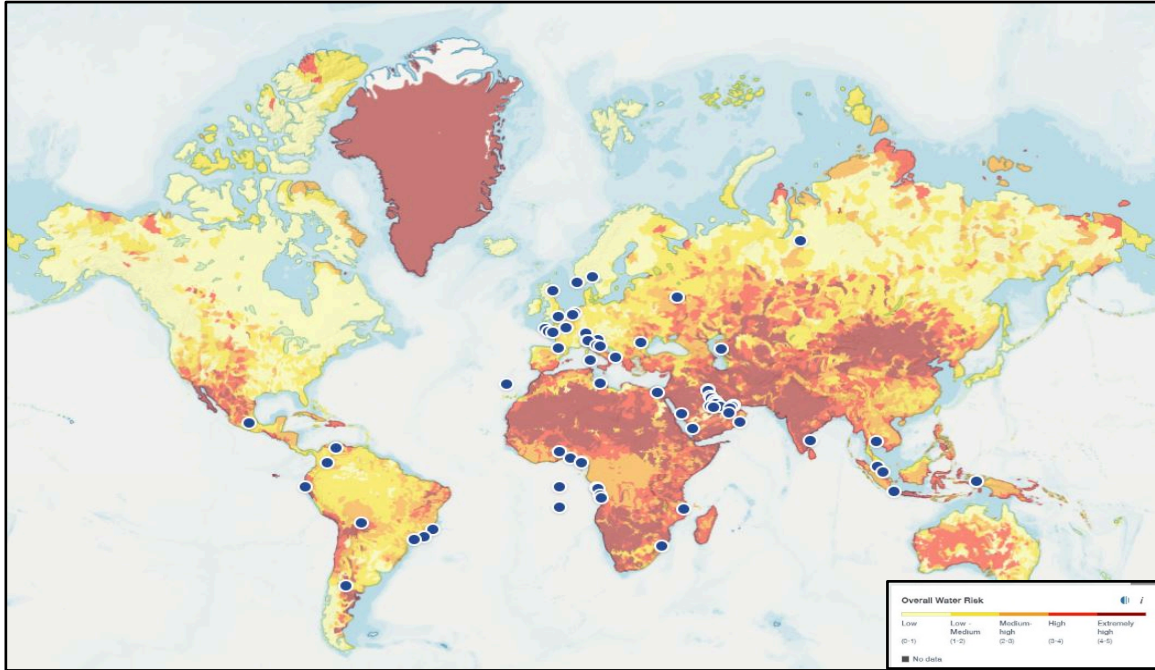 Overall Water Risk i
Low Low - Medium- High Extremely
Medium high high
(0-1) (1-2) (2-3) (3-4) (4-5)
No data